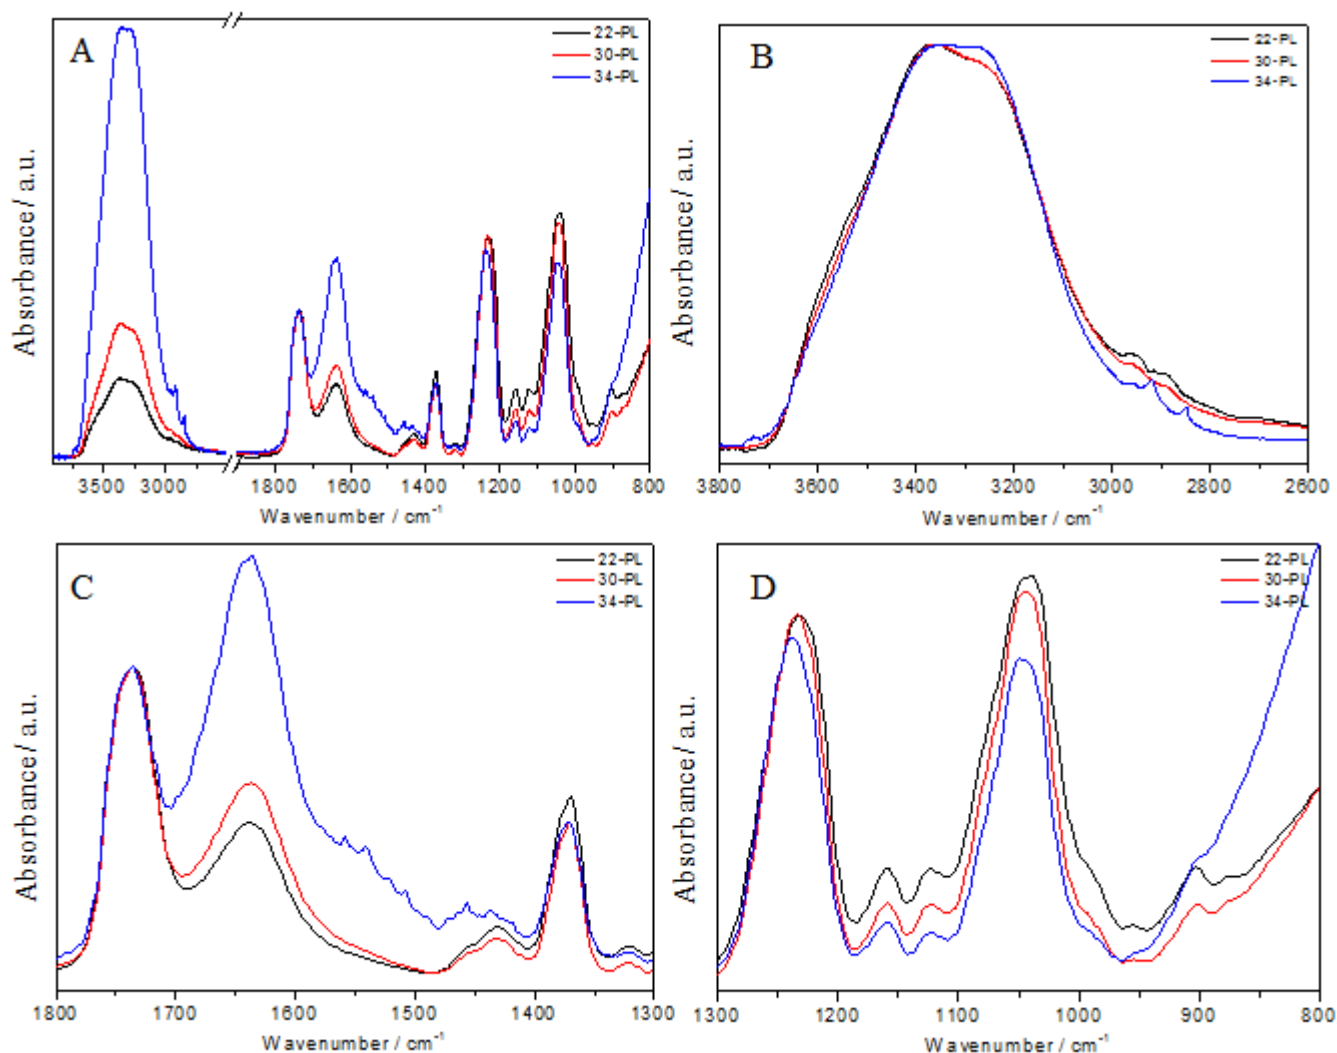 A
22-PL
30-PL
34-PL
Absorbance/ a.u.
3500 3000 1800 1600 1400 1200 1000 800
Wavenumber / cm-1
B
22-PL
30-PL
34-PL
Absorbance/ a.u.
3800 3600 3400 3200 3000 2800 2600
Wavenumber / cm-1
C
22-PL
30-PL
34-PL
Absorbance/ a.u.
1800 1700 1600 1500 1400 1300
Wavenumber / cm-1
D
22-PL
30-PL
34-PL
Absorbance/ a.u.
1300 1200 1100 1000 900 800
Wavenumber / cm-1